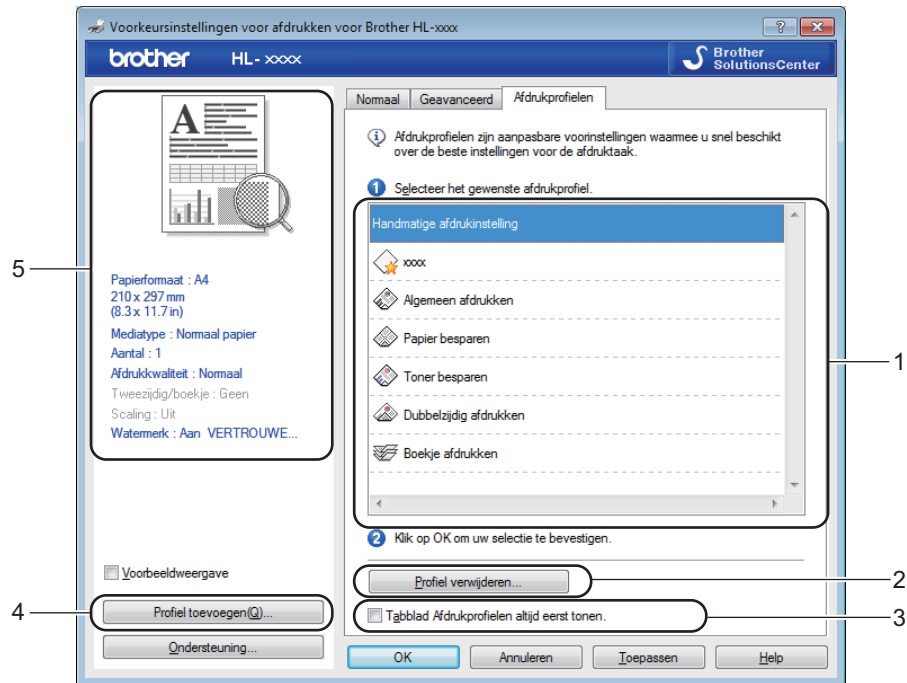 Voorkeursinstellingen voor afdrukken voor Brother HL-xxxx
brother HL- xxxx
Brother
SolutionsCenter
Normaal Geavanceerd Afdrukprofielen
Afdrukprofielen zijn aanpasbare voorinstellingen waarmee u snel beschikt
over de beste instellingen voor de afdruktaak.
1 Selecteer het gewenste afdrukprofiel.
Handmatige afdrukinstelling
xxxx
Algemeen afdrukken
Papier besparen
Toner besparen
Dubbelzijdig afdrukken
Boekje afdrukken
2 Klik op OK om uw selectie te bevestigen.
Profiel verwijderen...
Tabblad Afdrukprofielen altijd eerst tonen.
A
Papierformaat : A4
210 x 297 mm
(8.3 x 11.7 in)
Mediatype : Normaal papier
Aantal : 1
Afdrukkwaliteit : Normaal
Tweezijdig/boekje : Geen
Scaling : Uit
Watermerk : Aan VERTROUWE...
Voorbeeldweergave
Profiel toevoegen(Q)...
Ondersteuning...
OK Annuleren Toepassen Help
1
2
3
4
5